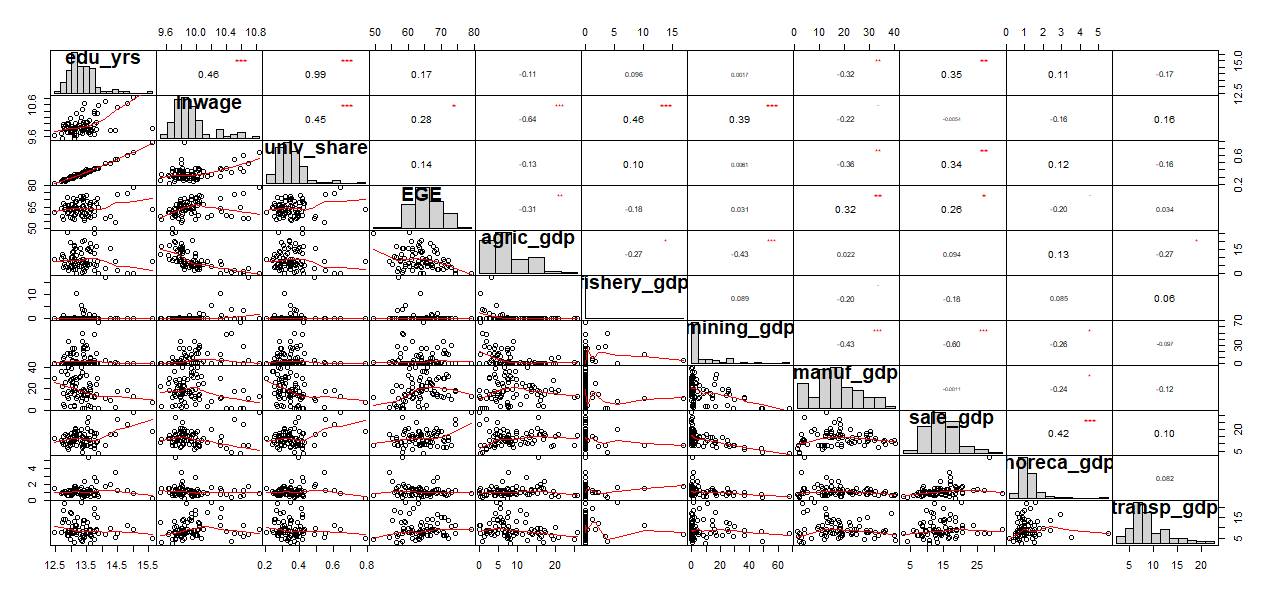 9.6 10.0 10.4 10.8 50 60 70 80 0 5 10 15 0 10 20 30 40 0 1 2 3 4 5
edu_yrs 0.46 *** 0.99 *** 0.17 -0.11 0.096 0.0017 -0.32 ** 0.35 ** 0.11 -0.17 12.5 15.0
9.6 10.6 lnwage 0.45 *** 0.28 * -0.64 *** 0.46 *** 0.39 *** -0.22 . -0.0054 -0.16 0.16
univ_share 0.14 -0.13 0.10 0.0061 -0.36 ** 0.34 ** 0.12 -0.16 0.2 0.6
50 65 80 EGE -0.31 ** -0.18 0.031 0.32 ** 0.26 * -0.20 . 0.034
agric_gdp -0.27 * -0.43 *** 0.022 0.094 0.13 -0.27 * 0 15
0 10 fishery_gdp 0.089 -0.20 . -0.18 0.085 0.06
mining_gdp -0.43 *** -0.60 *** -0.26 * -0.097 0 30 70
0 20 40 manuf_gdp -0.0011 -0.24 * -0.12
sale_gdp 0.42 *** 0.10 5 20
0 2 4 horeca_gdp 0.082
transp_gdp 5 15
12.5 13.5 14.5 15.5 0.2 0.4 0.6 0.8 0 5 10 20 0 20 40 60 5 15 25 5 10 15 20